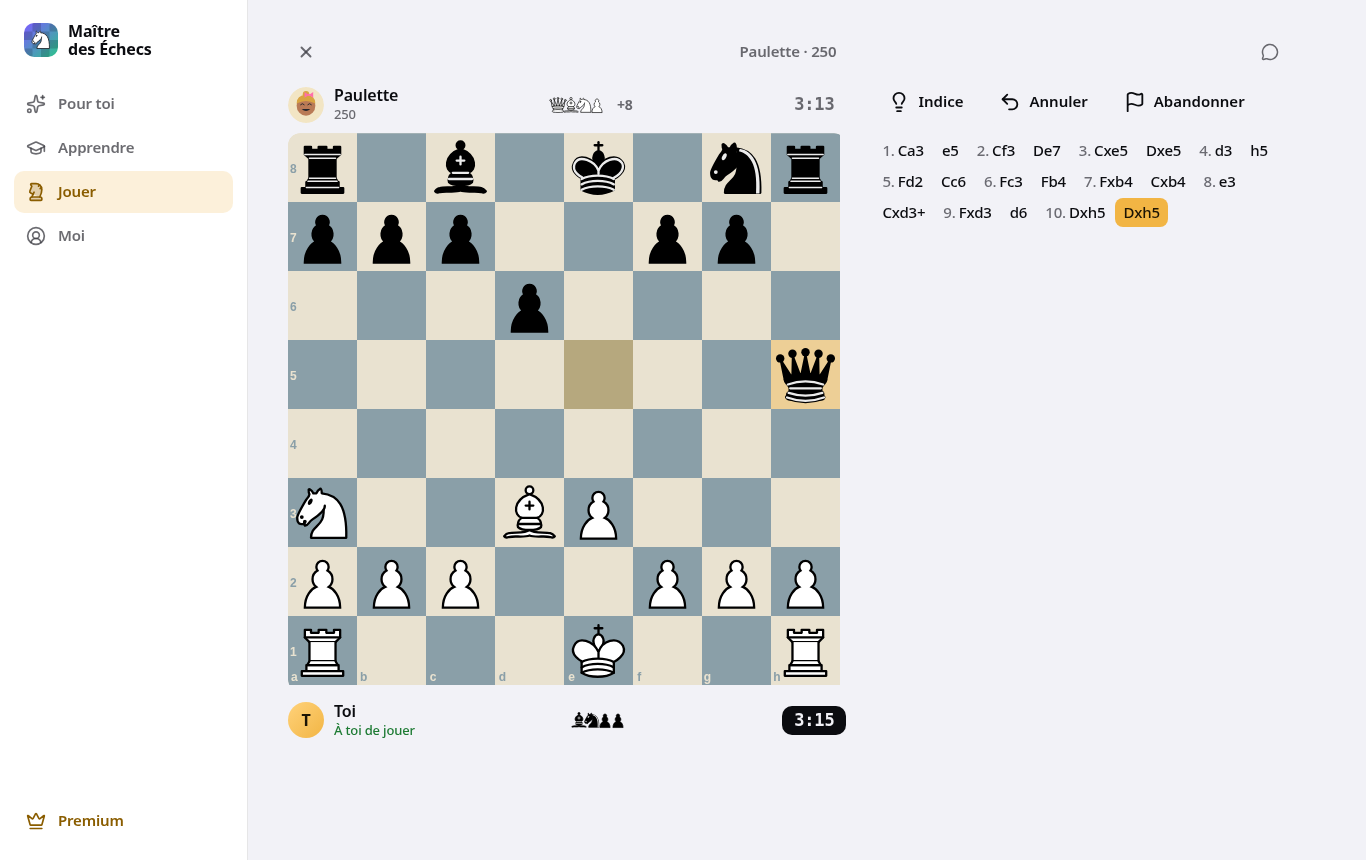 Maître
des Échecs
Pour toi
Apprendre
Jouer
Moi
Premium
Paulette · 250
Paulette
250
+8
3:13
8
7
6
5
4
3
2
1
a b c d e f g h
T
Toi
À toi de jouer
3:15
Indice Annuler Abandonner
1. Ca3 e5 2. Cf3 De7 3. Cxe5 Dxe5 4. d3 h5
5. Fd2 Cc6 6. Fc3 Fb4 7. Fxb4 Cxb4 8. e3
Cxd3+ 9. Fxd3 d6 10. Dxh5 Dxh5